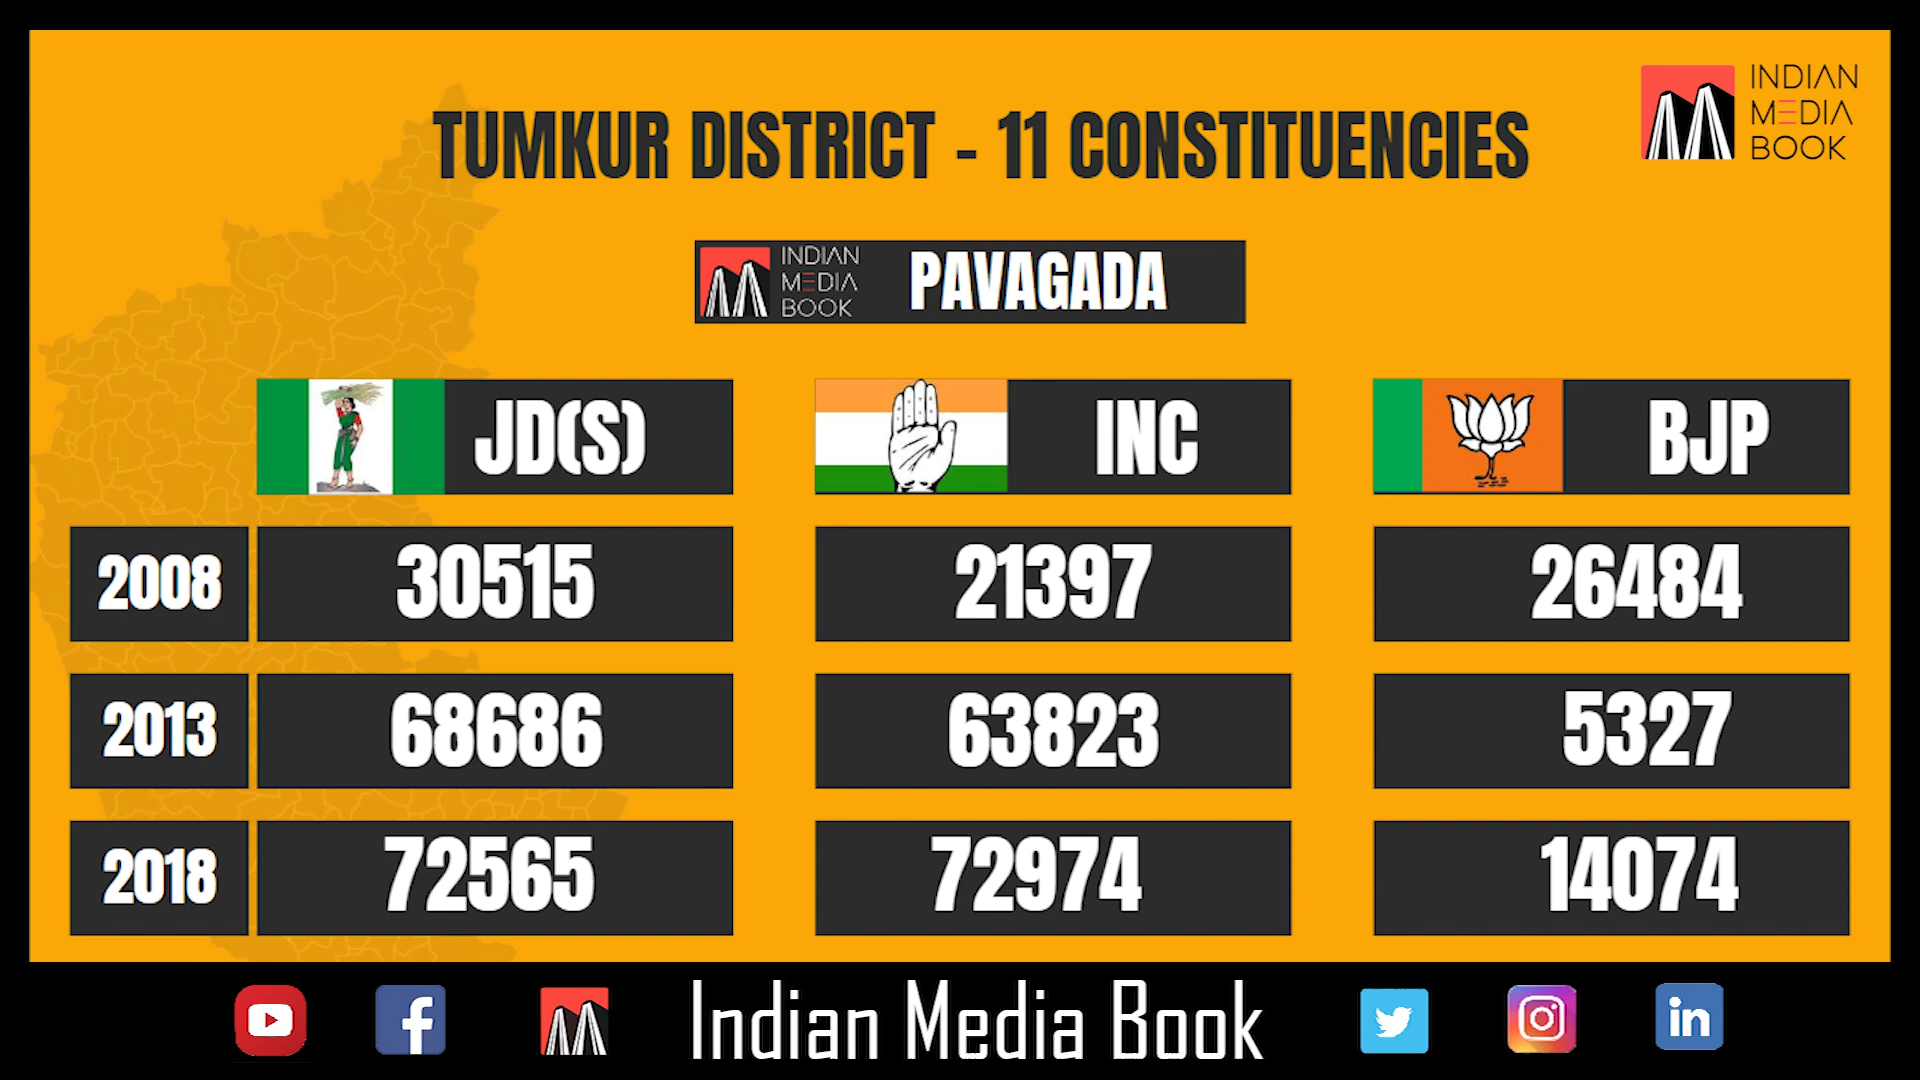 INDIAN
MEDIA
BOOK
TUMKUR DISTRICT - 11 CONSTITUENCIES
INDIAN
MEDIA
BOOK
PAVAGADA
JD(S) INC BJP
2008 30515 21397 26484
2013 68686 63823 5327
2018 72565 72974 14074
Indian Media Book